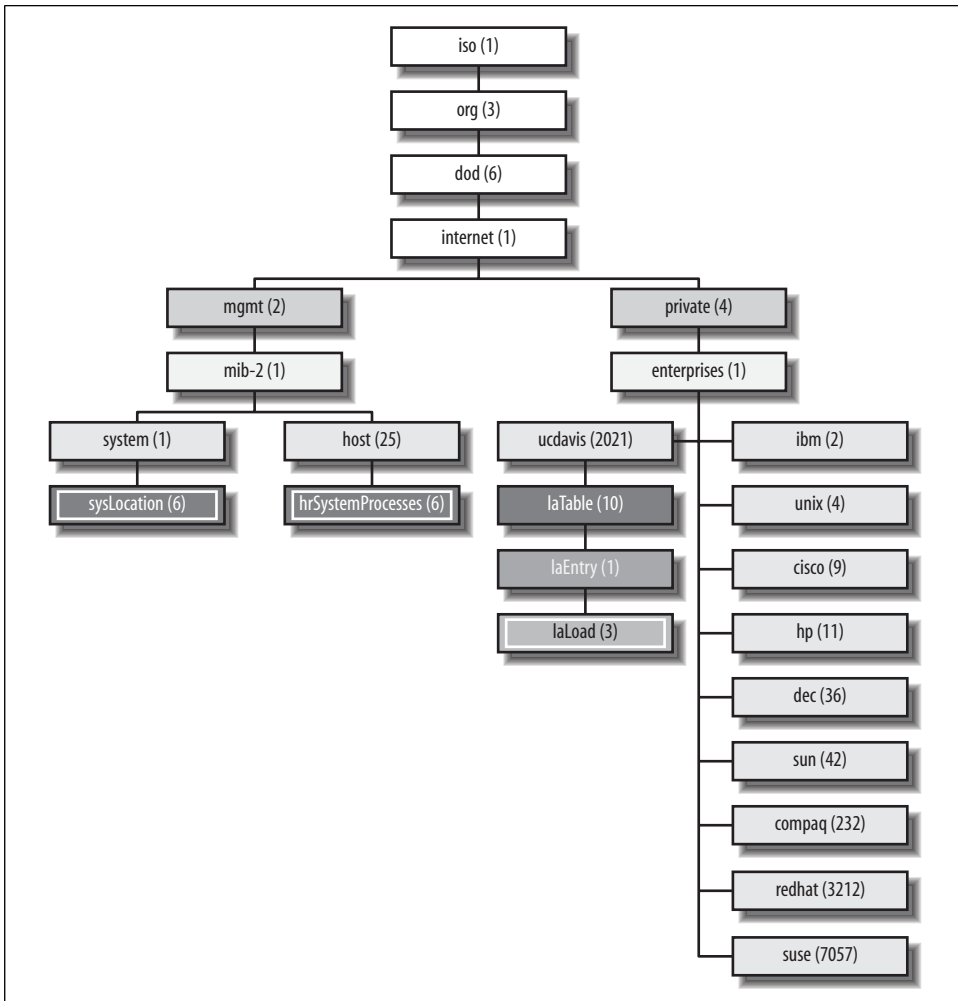 iso (1)
org (3)
dod (6)
internet (1)
mgmt (2)
private (4)
mib-2 (1)
enterprises (1)
system (1)
host (25)
ucdavis (2021)
ibm (2)
sysLocation (6)
hrSystemProcesses (6)
laTable (10)
unix (4)
laEntry (1)
cisco (9)
laLoad (3)
hp (11)
dec (36)
sun (42)
compaq (232)
redhat (3212)
suse (7057)